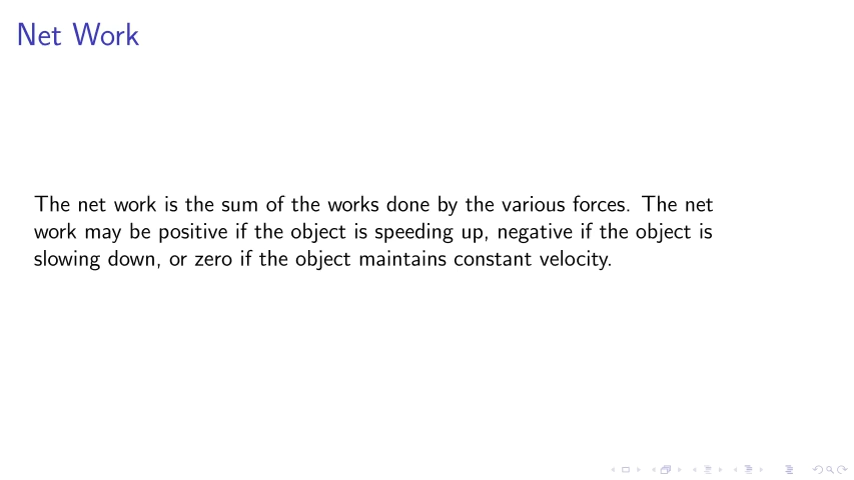 Net Work
The net work is the sum of the works done by the various forces. The net
work may be positive if the object is speeding up, negative if the object is
slowing down, or zero if the object maintains constant velocity.